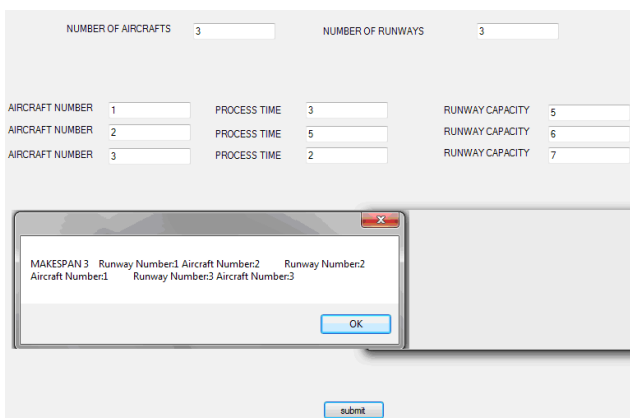 NUMBER OF AIRCRAFTS 3 NUMBER OF RUNWAYS 3
AIRCRAFT NUMBER 1 PROCESS TIME 3 RUNWAY CAPACITY 5
AIRCRAFT NUMBER 2 PROCESS TIME 5 RUNWAY CAPACITY 6
AIRCRAFT NUMBER 3 PROCESS TIME 2 RUNWAY CAPACITY 7
MAKESPAN 3 Runway Number:1 Aircraft Number:2 Runway Number:2
Aircraft Number:1 Runway Number:3 Aircraft Number:3
OK
submit